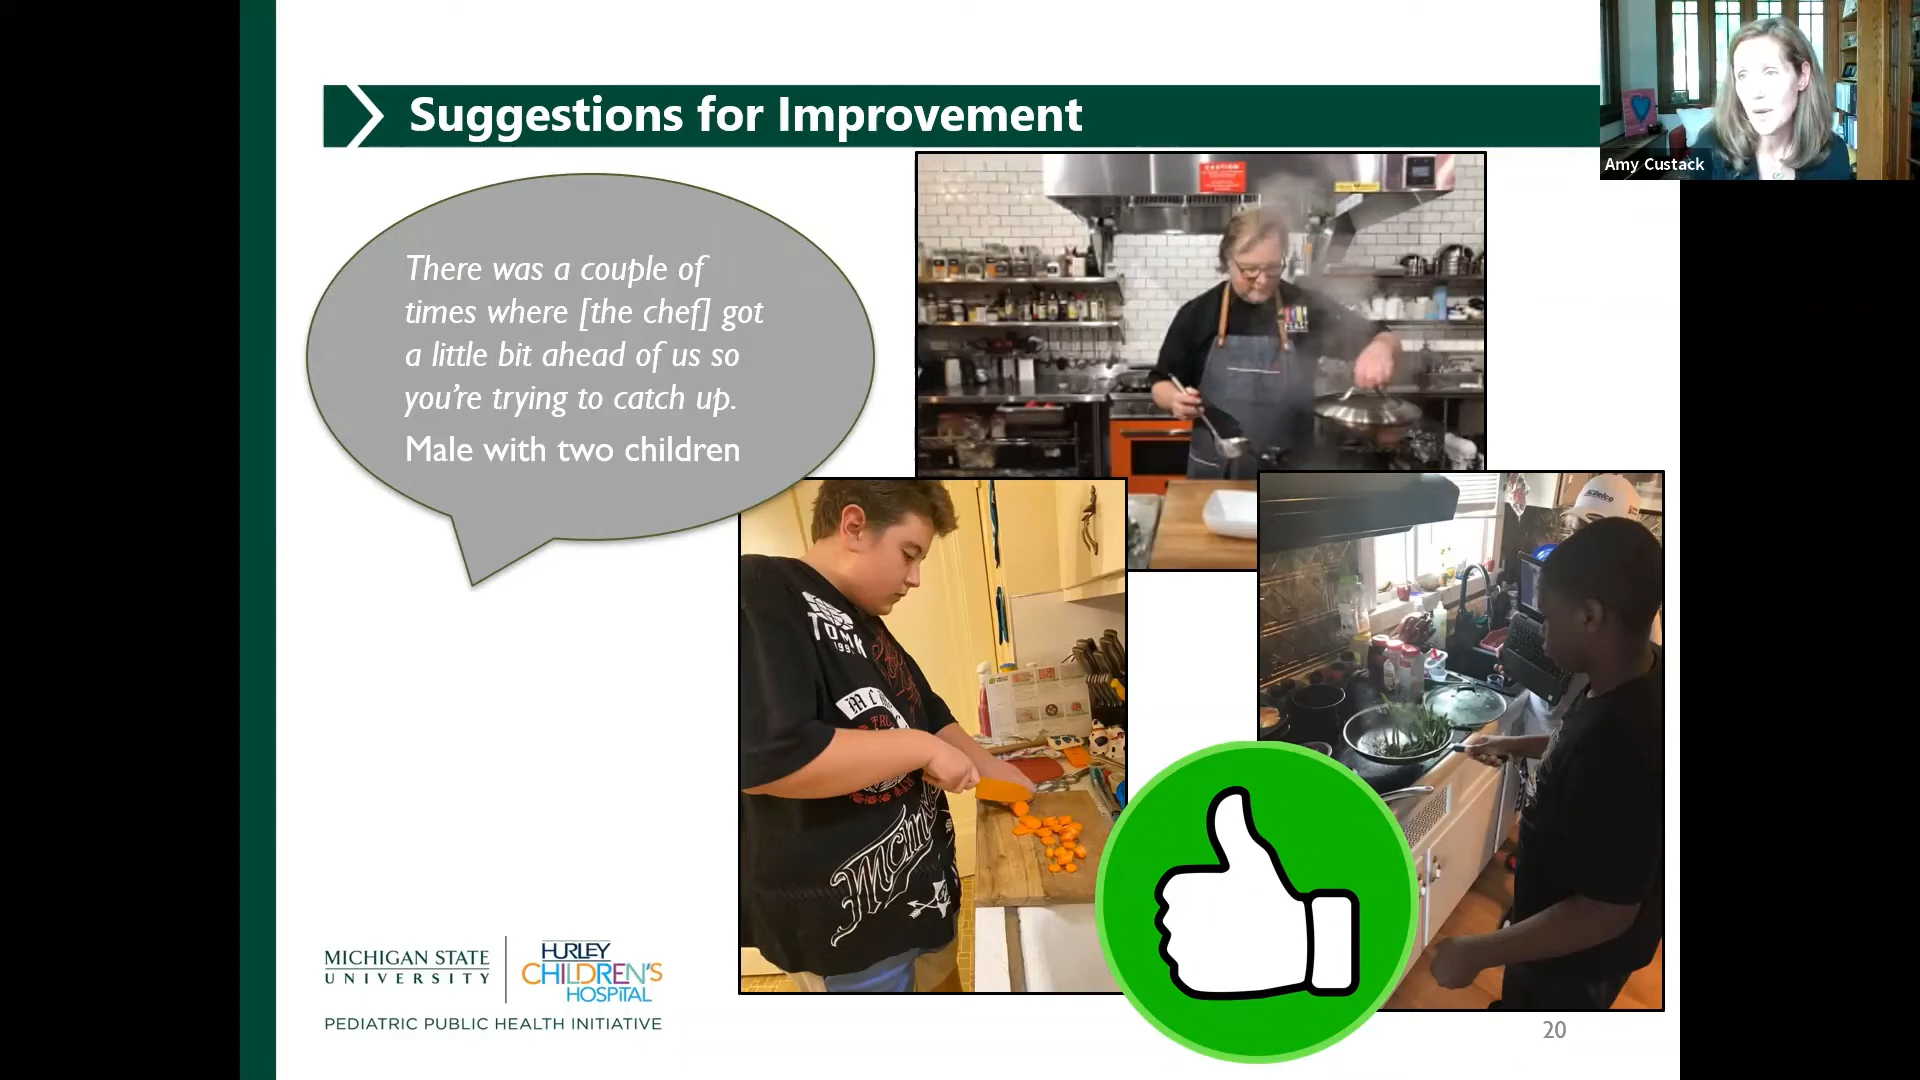 Suggestions for Improvement
Amy Custack
There was a couple of
times where [the chef] got
a little bit ahead of us so
you're trying to catch up.
Male with two children
MICHIGAN STATE
UNIVERSITY
HURLEY
CHILDREN'S
HOSPITAL
PEDIATRIC PUBLIC HEALTH INITIATIVE
20